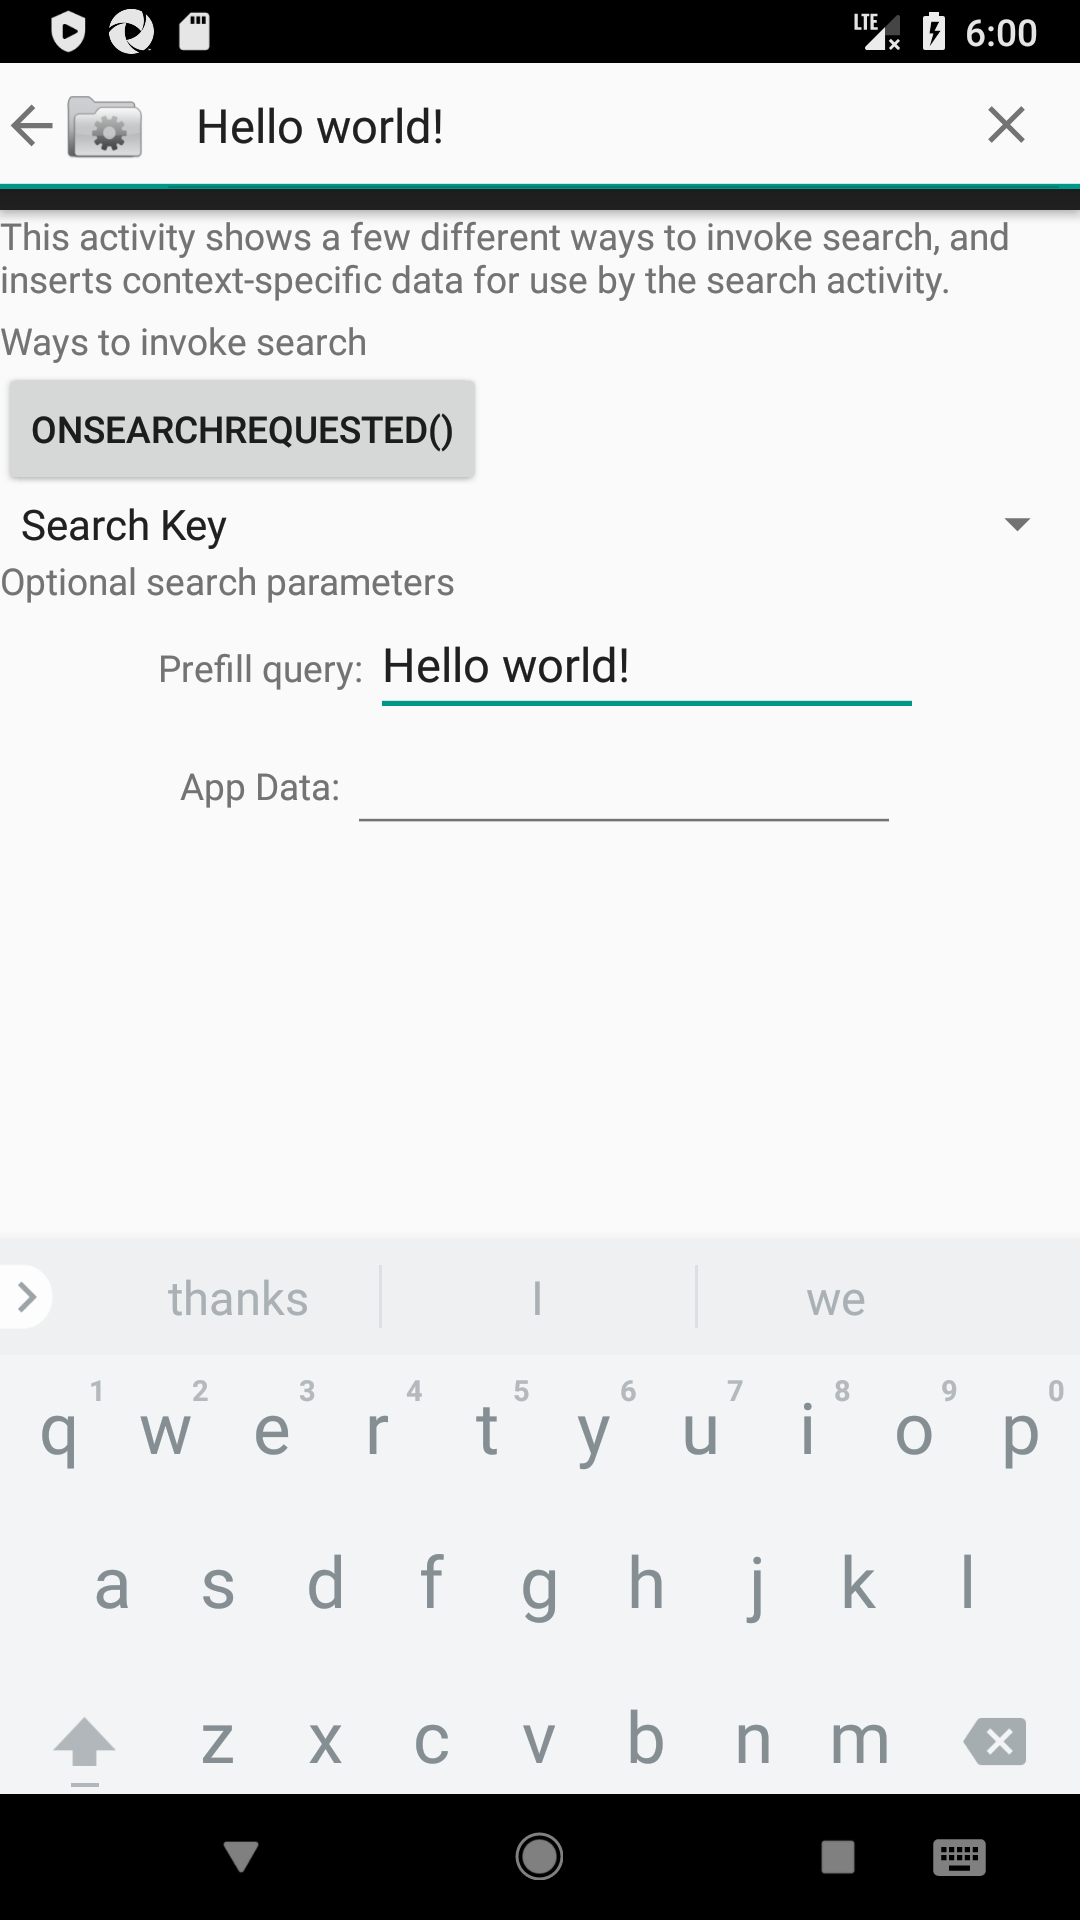 LTE 6:00
Hello world!
This activity shows a few different ways to invoke search, and
inserts context-specific data for use by the search activity.
Ways to invoke search
ONSEARCHREQUESTED()
Search Key
Optional search parameters
Prefill query: Hello world!
App Data:
thanks I we
1 2 3 4 5 6 7 8 9 0
q w e r t y u i o p
a s d f g h j k l
z x c v b n m